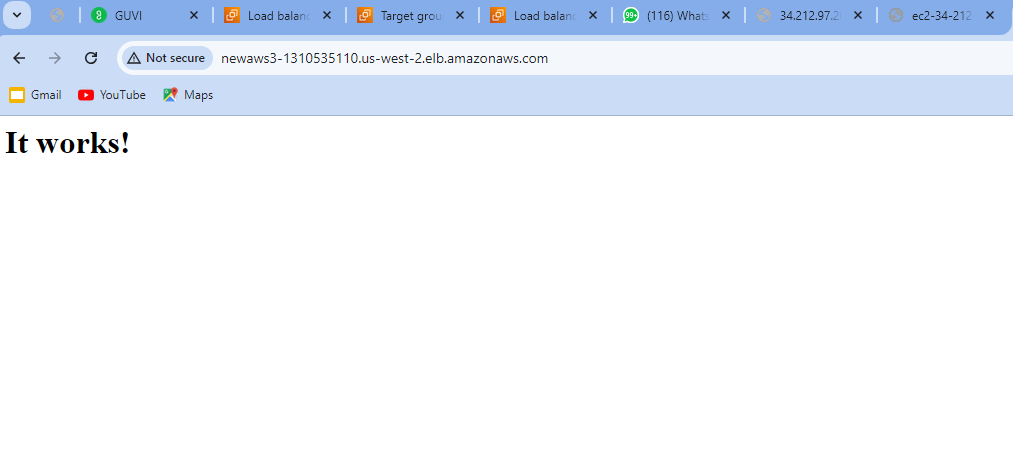 GUVI Load balanc Target grou Load balanc 99+ (116) Whats 34.212.97.2 ec2-34-212
Not secure newaws3-1310535110.us-west-2.elb.amazonaws.com
Gmail YouTube Maps
It works!